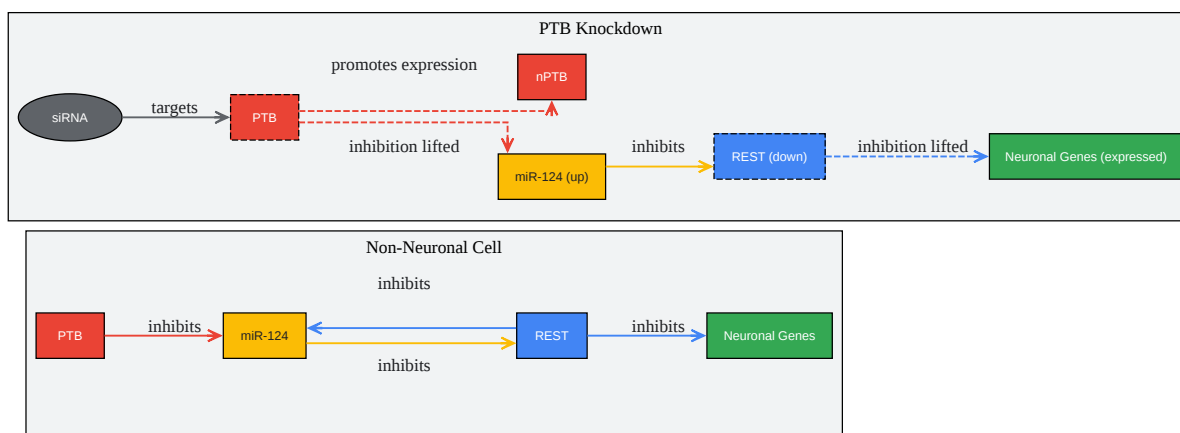 PTB Knockdown
promotes expression
nPTB
siRNA
targets
PTB
inhibition lifted
miR-124 (up)
inhibits
REST (down)
inhibition lifted
Neuronal Genes (expressed)
Non-Neuronal Cell
inhibits
PTB
inhibits
miR-124
inhibits
REST
inhibits
Neuronal Genes